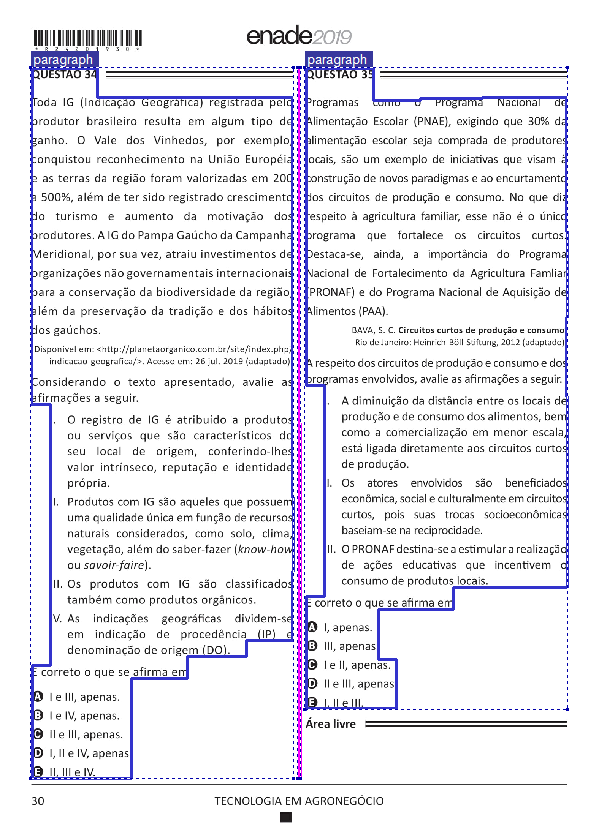 *R24201930*
enade2019
paragraph
QUESTÃO 34
Toda IG (Indicação Geográfica) registrada pelo
produtor brasileiro resulta em algum tipo de
ganho. O Vale dos Vinhedos, por exemplo,
conquistou reconhecimento na União Européia
e as terras da região foram valorizadas em 200
a 500%, além de ter sido registrado crescimento
do turismo e aumento da motivação dos
produtores. A IG do Pampa Gaúcho da Campanha
Meridional, por sua vez, atraiu investimentos de
organizações não governamentais internacionais
para a conservação da biodiversidade da região,
além da preservação da tradição e dos hábitos
dos gaúchos.
Disponível em: <http://planetaorganico.com.br/site/index.php/
indicacao-geografica/>. Acesso em: 26 jul. 2019 (adaptado).
Considerando o texto apresentado, avalie as
afirmações a seguir.
I. O registro de IG é atribuído a produtos
ou serviços que são característicos do
seu local de origem, conferindo-lhes
valor intrínseco, reputação e identidade
própria.
II. Produtos com IG são aqueles que possuem
uma qualidade única em função de recursos
naturais considerados, como solo, clima,
vegetação, além do saber-fazer (know-how
ou savoir-faire).
III. Os produtos com IG são classificados
também como produtos orgânicos.
IV. As indicações geográficas dividem-se
em indicação de procedência (IP) e
denominação de origem (DO).
É correto o que se afirma em
A I e III, apenas.
B I e IV, apenas.
C II e III, apenas.
D I, II e IV, apenas.
E II, III e IV.
paragraph
QUESTÃO 35
Programas como o Programa Nacional de
Alimentação Escolar (PNAE), exigindo que 30% da
alimentação escolar seja comprada de produtores
locais, são um exemplo de iniciativas que visam à
construção de novos paradigmas e ao encurtamento
dos circuitos de produção e consumo. No que diz
respeito à agricultura familiar, esse não é o único
programa que fortalece os circuitos curtos.
Destaca-se, ainda, a importância do Programa
Nacional de Fortalecimento da Agricultura Famliar
(PRONAF) e do Programa Nacional de Aquisição de
Alimentos (PAA).
BAVA, S. C. Circuitos curtos de produção e consumo.
Rio de Janeiro: Heinrich Böll Stiftung, 2012 (adaptado).
A respeito dos circuitos de produção e consumo e dos
programas envolvidos, avalie as afirmações a seguir.
I. A diminuição da distância entre os locais de
produção e de consumo dos alimentos, bem
como a comercialização em menor escala,
está ligada diretamente aos circuitos curtos
de produção.
II. Os atores envolvidos são beneficiados
econômica, social e culturalmente em circuitos
curtos, pois suas trocas socioeconômicas
baseiam-se na reciprocidade.
III. O PRONAF destina-se a estimular a realização
de ações educativas que incentivem o
consumo de produtos locais.
É correto o que se afirma em
A I, apenas.
B III, apenas.
C I e II, apenas.
D II e III, apenas.
E I, II e III.
Área livre
30
TECNOLOGIA EM AGRONEGÓCIO